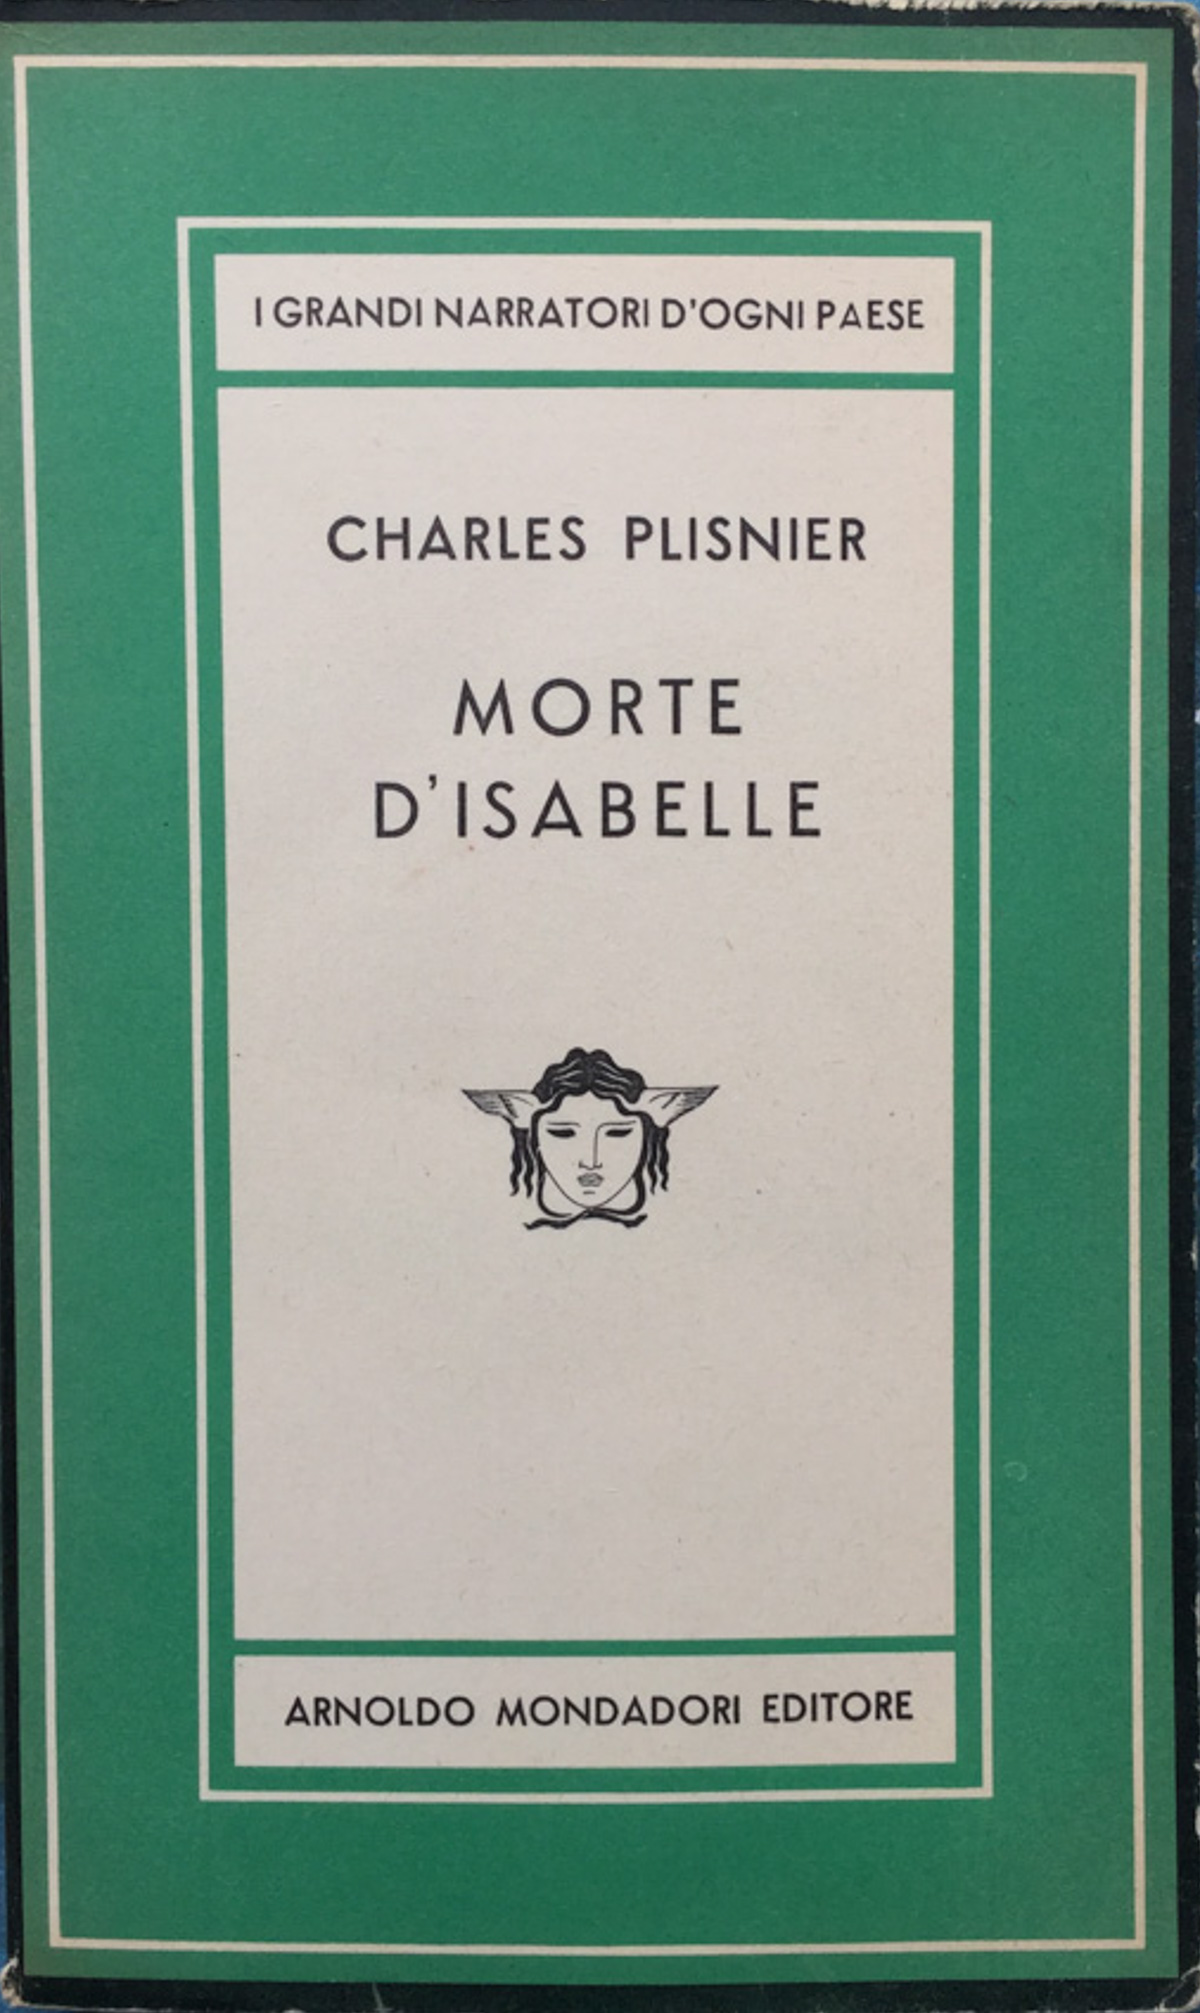 I GRANDI NARRATORI D'OGNI PAESE
CHARLES PLISNIER
MORTE
D'ISABELLE
ARNOLDO MONDADORI EDITORE